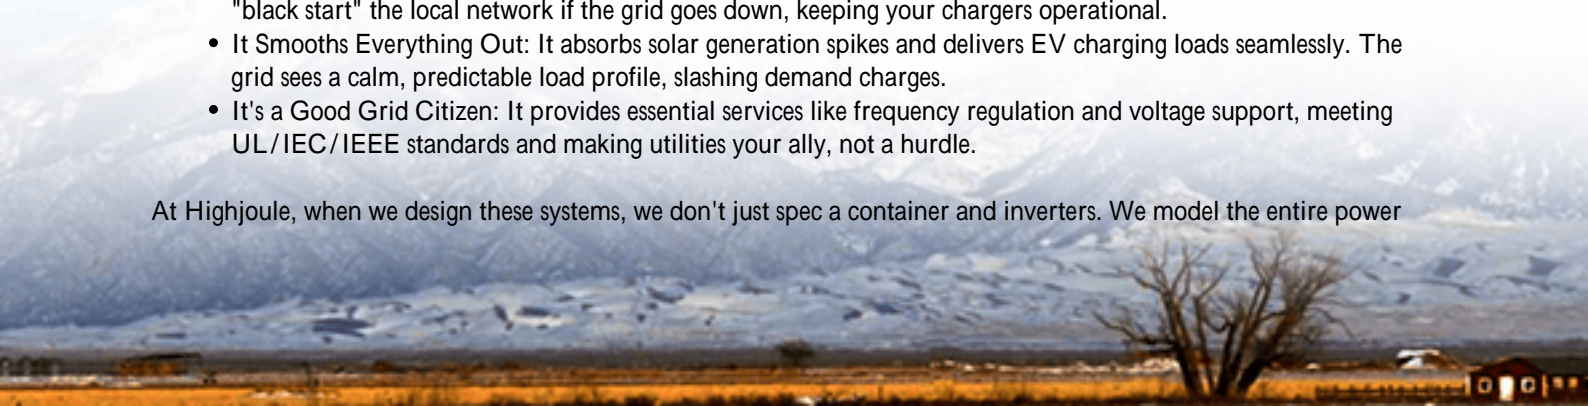 "black start" the local network if the grid goes down, keeping your chargers operational.
• It Smooths Everything Out: It absorbs solar generation spikes and delivers EV charging loads seamlessly. The
grid sees a calm, predictable load profile, slashing demand charges.
• It's a Good Grid Citizen: It provides essential services like frequency regulation and voltage support, meeting
UL/IEC/IEEE standards and making utilities your ally, not a hurdle.
At Highjoule, when we design these systems, we don't just spec a container and inverters. We model the entire power